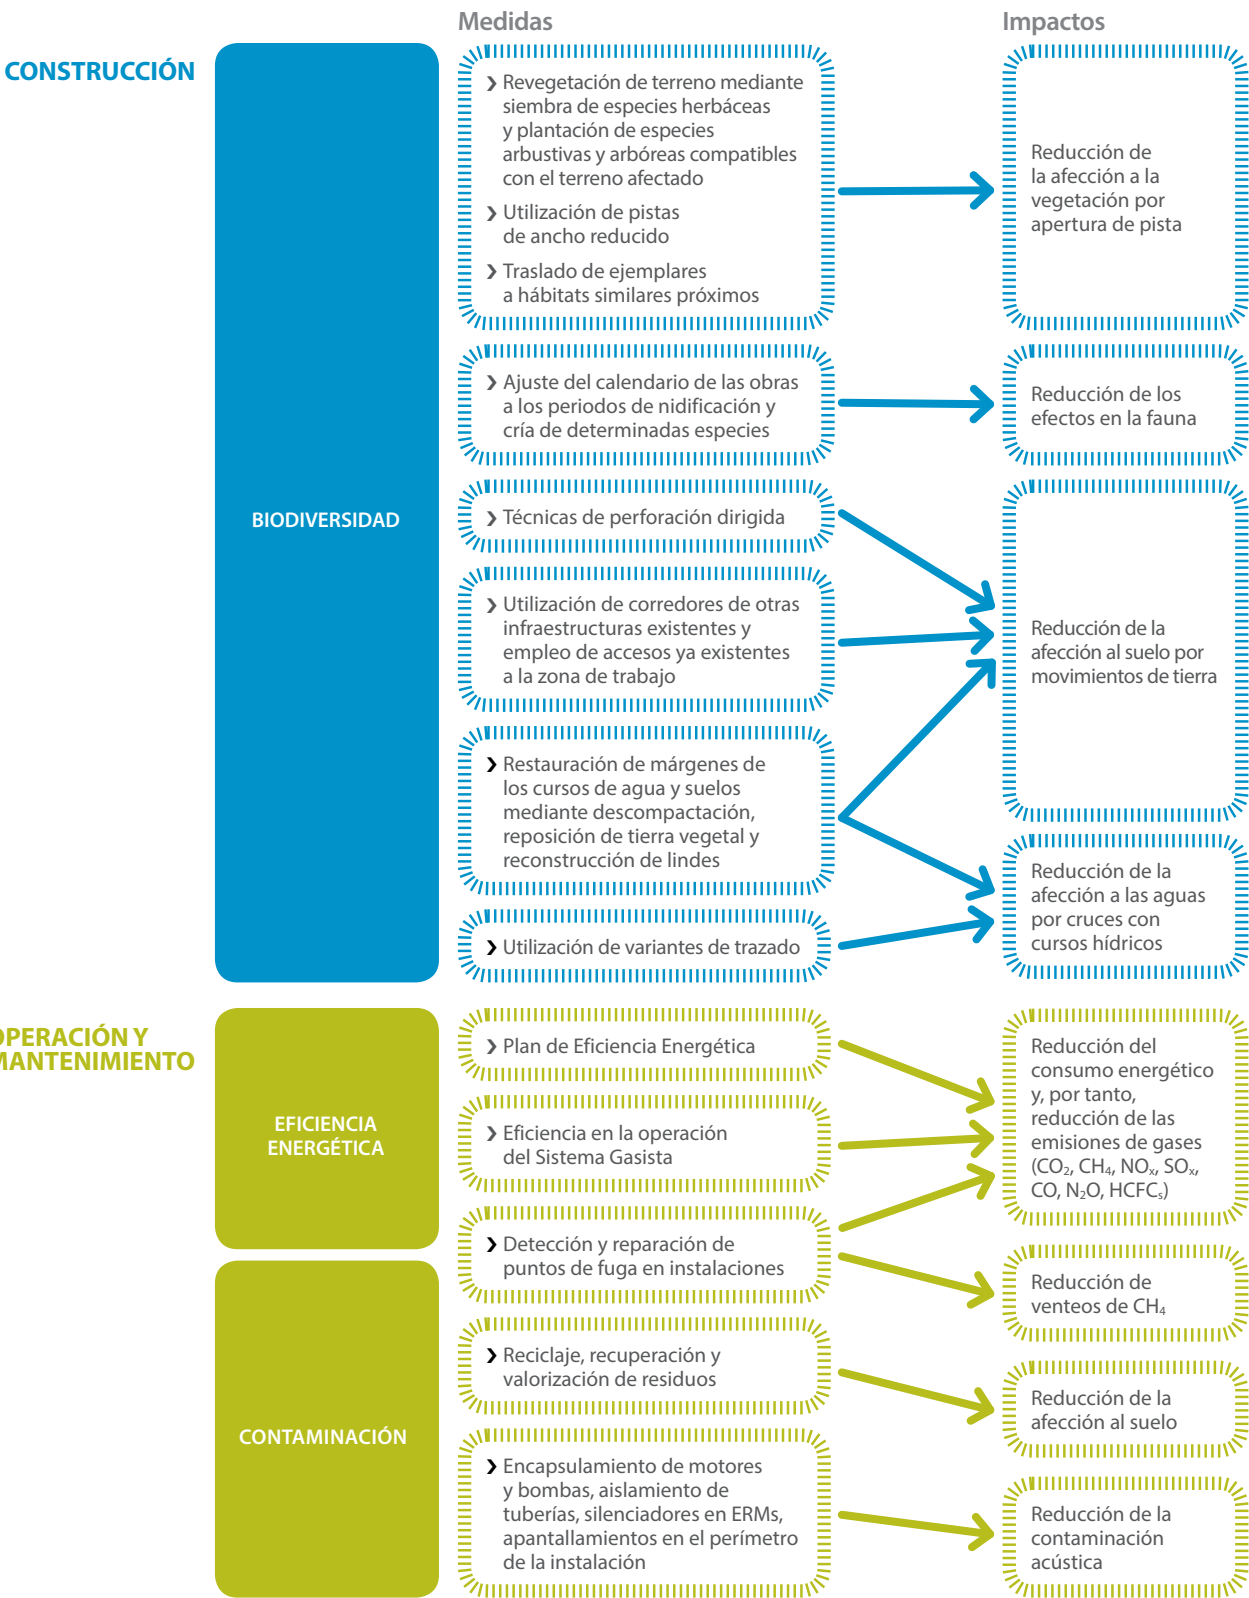 Medidas
Impactos
CONSTRUCCIÓN
BIODIVERSIDAD
❯ Revegetación de terreno mediante
siembra de especies herbáceas
y plantación de especies
arbustivas y arbóreas compatibles
con el terreno afectado
❯ Utilización de pistas
de ancho reducido
❯ Traslado de ejemplares
a hábitats similares próximos
Reducción de
la afección a la
vegetación por
apertura de pista
❯ Ajuste del calendario de las obras
a los periodos de nidificación y
cría de determinadas especies
Reducción de los
efectos en la fauna
❯ Técnicas de perforación dirigida
❯ Utilización de corredores de otras
infraestructuras existentes y
empleo de accesos ya existentes
a la zona de trabajo
Reducción de la
afección al suelo por
movimientos de tierra
❯ Restauración de márgenes de
los cursos de agua y suelos
mediante descompactación,
reposición de tierra vegetal y
reconstrucción de lindes
❯ Utilización de variantes de trazado
Reducción de la
afección a las aguas
por cruces con
cursos hídricos
OPERACIÓN Y
MANTENIMIENTO
EFICIENCIA
ENERGÉTICA
❯ Plan de Eficiencia Energética
❯ Eficiencia en la operación
del Sistema Gasista
Reducción del
consumo energético
y, por tanto,
reducción de las
emisiones de gases
(CO₂, CH₄, NOₓ, SOₓ,
CO, N₂O, HCFCₛ)
❯ Detección y reparación de
puntos de fuga en instalaciones
Reducción de
venteos de CH₄
CONTAMINACIÓN
❯ Reciclaje, recuperación y
valorización de residuos
Reducción de la
afección al suelo
❯ Encapsulamiento de motores
y bombas, aislamiento de
tuberías, silenciadores en ERMs,
apantallamientos en el perímetro
de la instalación
Reducción de la
contaminación
acústica